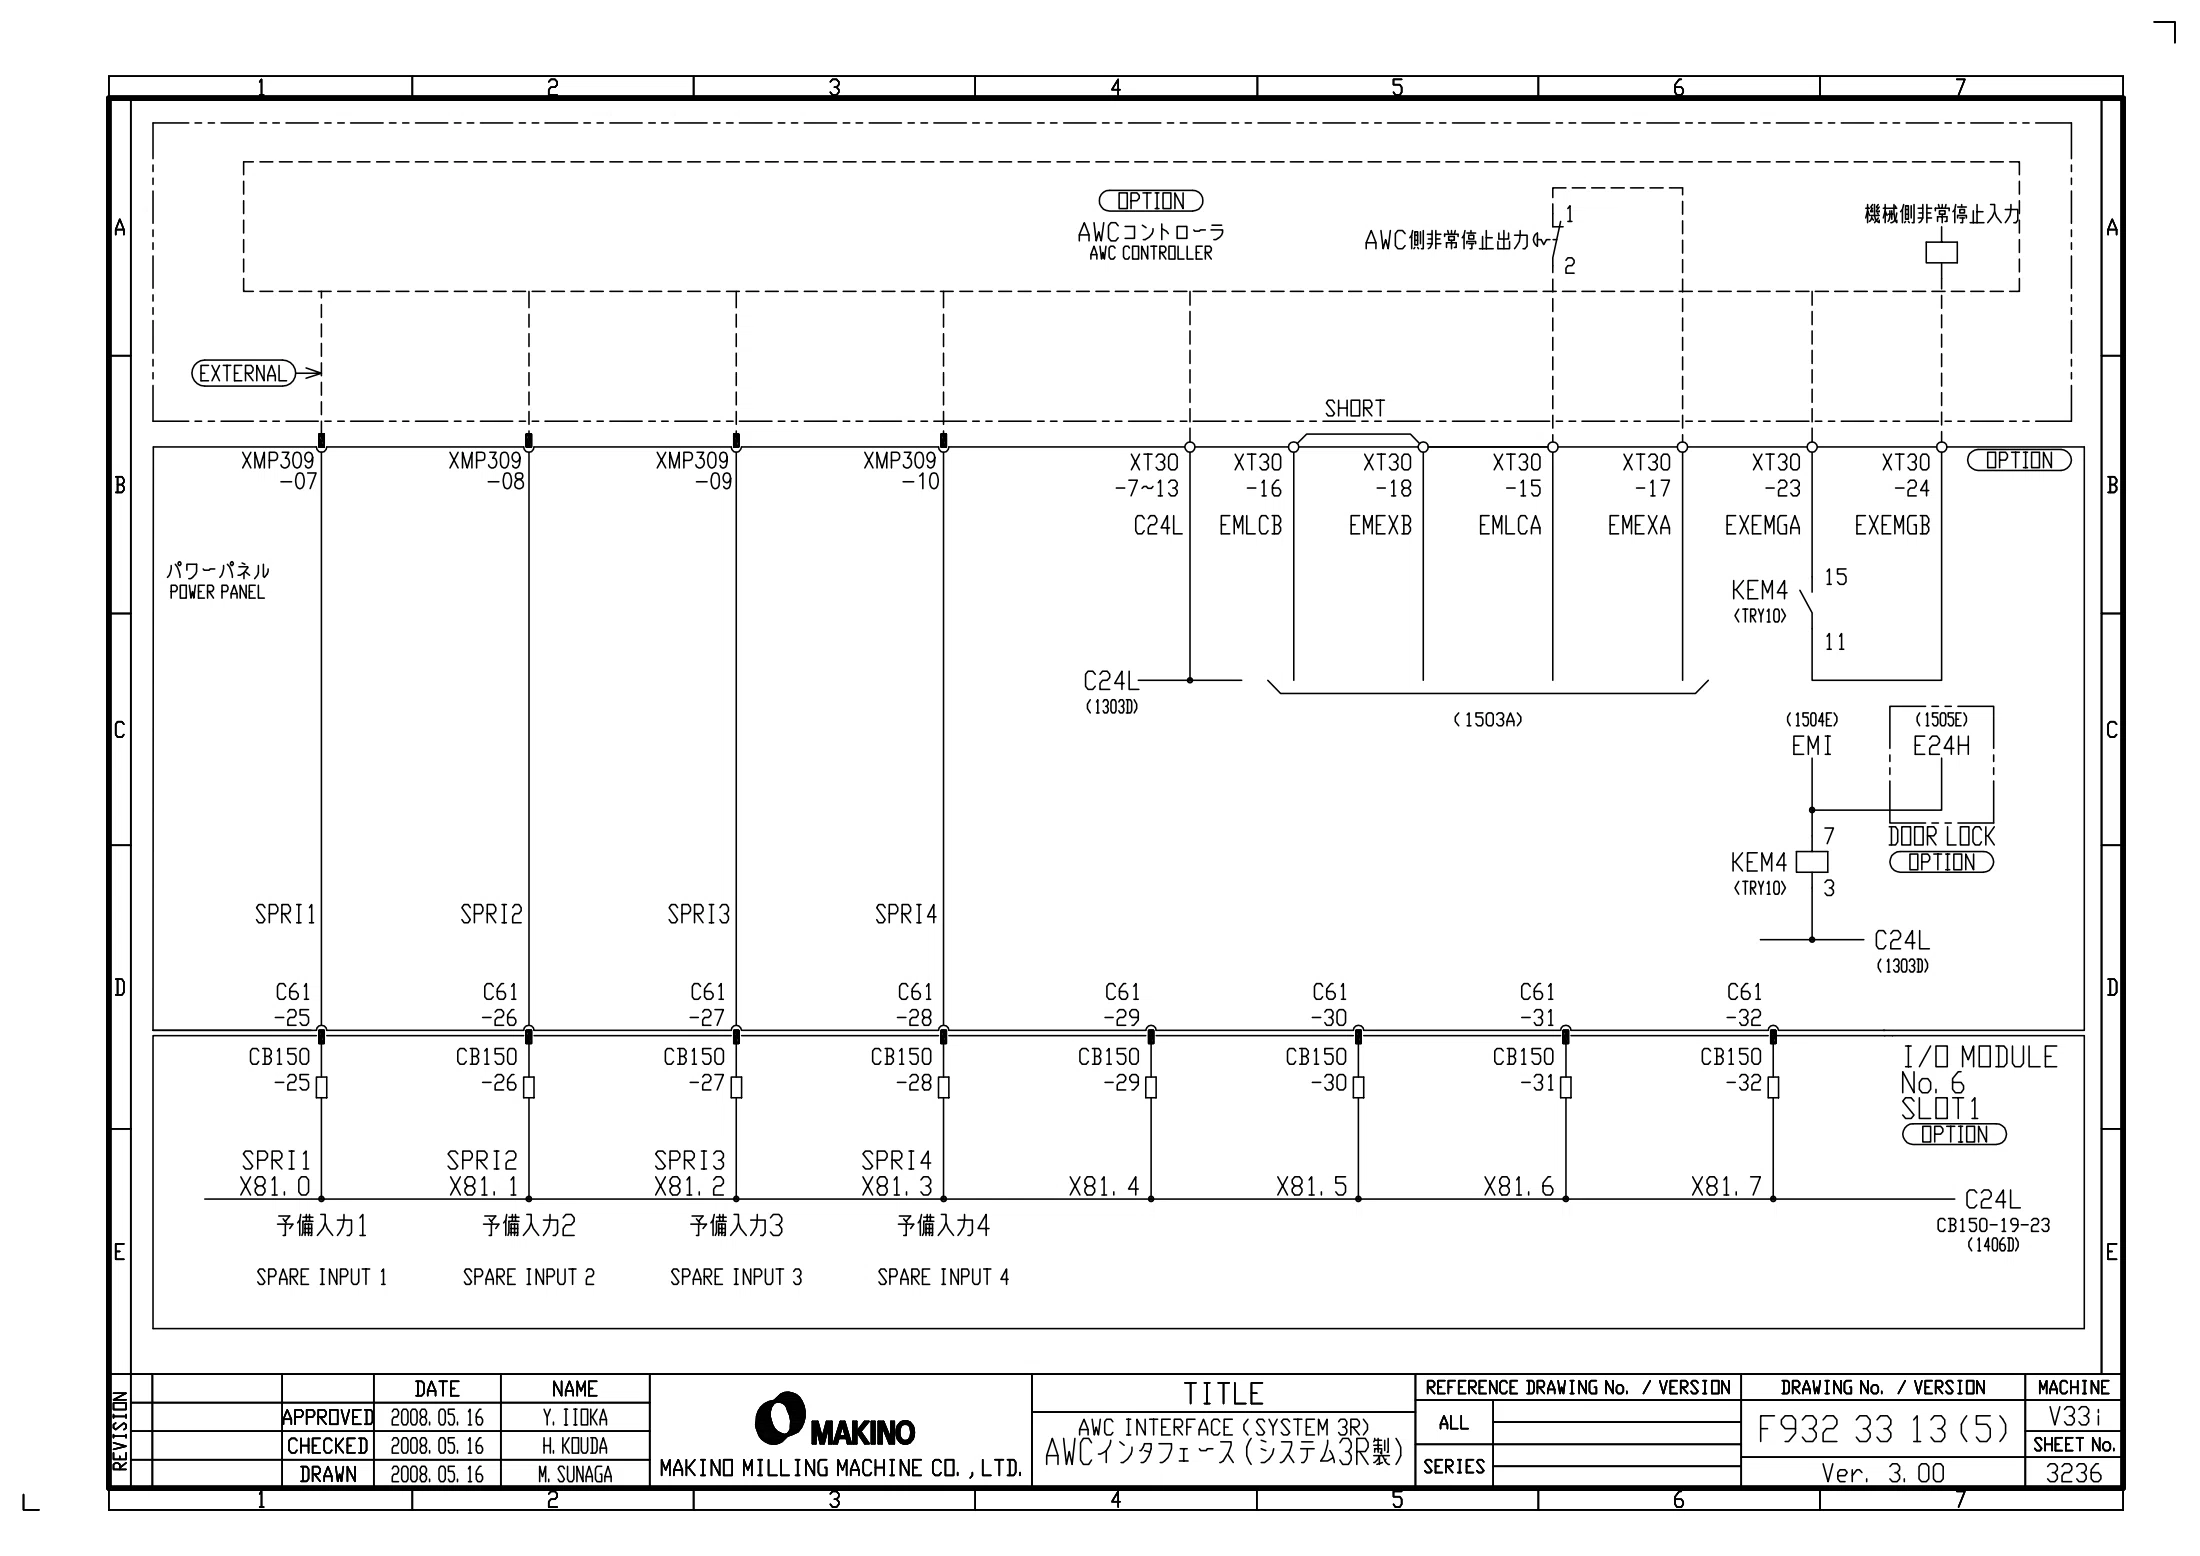 1 2 3 4 5 6 7
A A
OPTION
AWCコントローラ
AWC CONTROLLER
AWC側非常停止出力
1
2
機械側非常停止入力
EXTERNAL
SHORT
B B
XMP309 XMP309 XMP309 XMP309 XT30 XT30 XT30 XT30 XT30 XT30 XT30
-07 -08 -09 -10 -7~13 -16 -18 -15 -17 -23 -24
OPTION
C24L EMLCB EMEXB EMLCA EMEXA EXEMGA EXEMGB
パワーパネル
POWER PANEL
15
KEM4
<TRY10>
11
C24L
(1303D)
(1503A)
C C
(1504E) (1505E)
EMI E24H
DOOR LOCK
OPTION
7
KEM4
<TRY10>
3
C24L
(1303D)
SPRI1 SPRI2 SPRI3 SPRI4
D D
C61 C61 C61 C61 C61 C61 C61 C61
-25 -26 -27 -28 -29 -30 -31 -32
CB150 CB150 CB150 CB150 CB150 CB150 CB150 CB150
-25 -26 -27 -28 -29 -30 -31 -32
I/O MODULE
No. 6
SLOT1
OPTION
SPRI1 SPRI2 SPRI3 SPRI4
X81. 0 X81. 1 X81. 2 X81. 3 X81. 4 X81. 5 X81. 6 X81. 7
C24L
CB150-19-23
(1406D)
予備入力1 予備入力2 予備入力3 予備入力4
E E
SPARE INPUT 1 SPARE INPUT 2 SPARE INPUT 3 SPARE INPUT 4
REVISION
DATE NAME
APPROVED 2008. 05. 16 Y. IIOKA
CHECKED 2008. 05. 16 H. KOUDA
DRAWN 2008. 05. 16 M. SUNAGA
MAKINO
MAKINO MILLING MACHINE CO. , LTD.
TITLE
AWC INTERFACE (SYSTEM 3R)
AWCインタフェース(システム3R製)
REFERENCE DRAWING No. / VERSION
ALL
SERIES
DRAWING No. / VERSION
F932 33 13 (5)
Ver. 3. 00
MACHINE
V33i
SHEET No.
3236
1 2 3 4 5 6 7